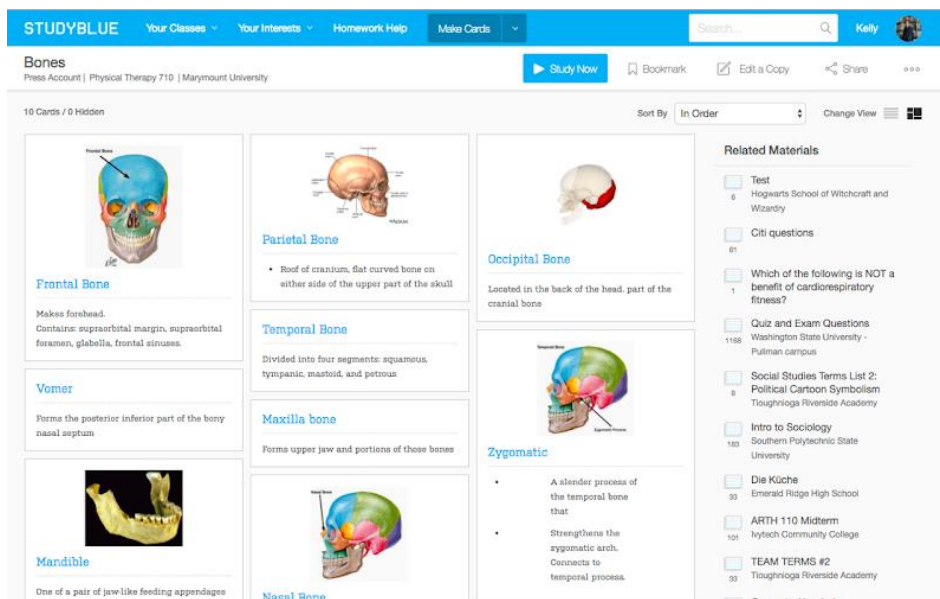 STUDYBLUE Your Classes Your Interests Homework Help Make Cards Search... Kelly
Bones
Press Account | Physical Therapy 710 | Marymount University
Study Now Bookmark Edit a Copy Share
10 Cards / 0 Hidden
Sort By In Order Change View
Frontal Bone
Frontal Bone
Makes forehead.
Contains: supraorbital margin, supraorbital
foramen, glabella, frontal sinuses.
Vomer
Forms the posterior inferior part of the bony
nasal septum
Mandible
One of a pair of jaw-like feeding appendages
Parietal Bone
• Roof of cranium, flat curved bone on
either side of the upper part of the skull
Temporal Bone
Divided into four segments: squamous,
tympanic, mastoid, and petrous
Maxilla bone
Forms upper jaw and portions of those bones
Nasal Bone
Nasal Bone
Occipital Bone
Located in the back of the head. part of the
cranial bone
Temporal Bone
Zygomatic Process
Zygomatic
• A slender process of
the temporal bone
that
• Strengthens the
zygomatic arch.
Connects to
temporal process.
Related Materials
Test
6 Hogwarts School of Witchcraft and
Wizardry
Citi questions
61
Which of the following is NOT a
1 benefit of cardiorespiratory
fitness?
Quiz and Exam Questions
1168 Washington State University -
Pullman campus
Social Studies Terms List 2:
Political Cartoon Symbolism
Tioughnioga Riverside Academy
Intro to Sociology
183 Southern Polytechnic State
University
Die Küche
33 Emerald Ridge High School
ARTH 110 Midterm
101 Ivytech Community College
TEAM TERMS #2
33 Tioughnioga Riverside Academy